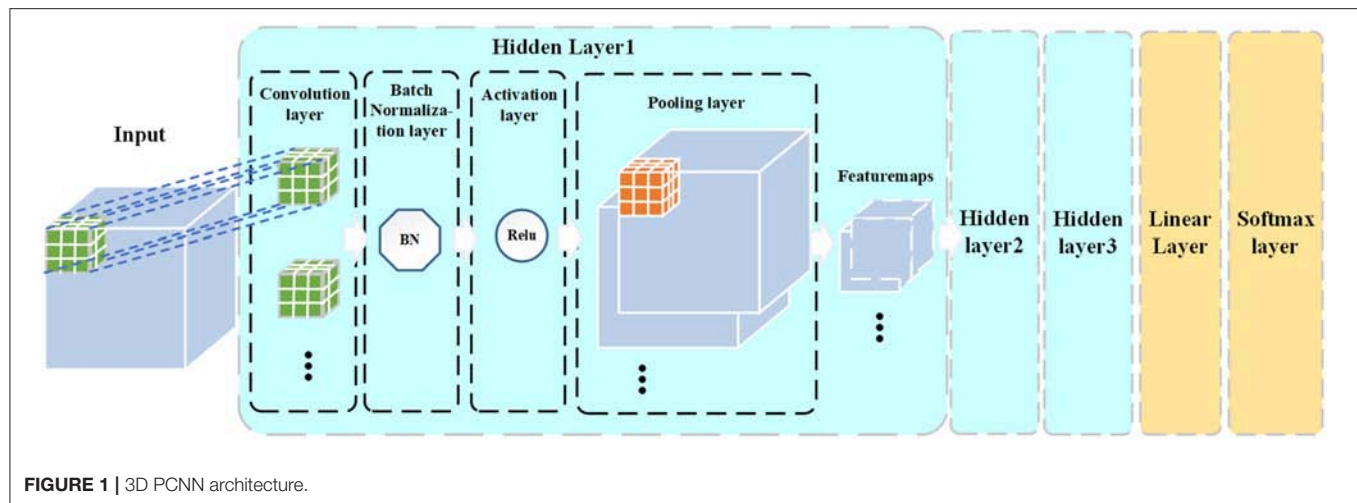 Hidden Layer1
Input
Convolution
layer
Batch
Normaliza-
tion layer
Activation
layer
Pooling layer
BN
Relu
Featuremaps
Hidden
layer2
Hidden
layer3
Linear
Layer
Softmax
layer
FIGURE 1 | 3D PCNN architecture.